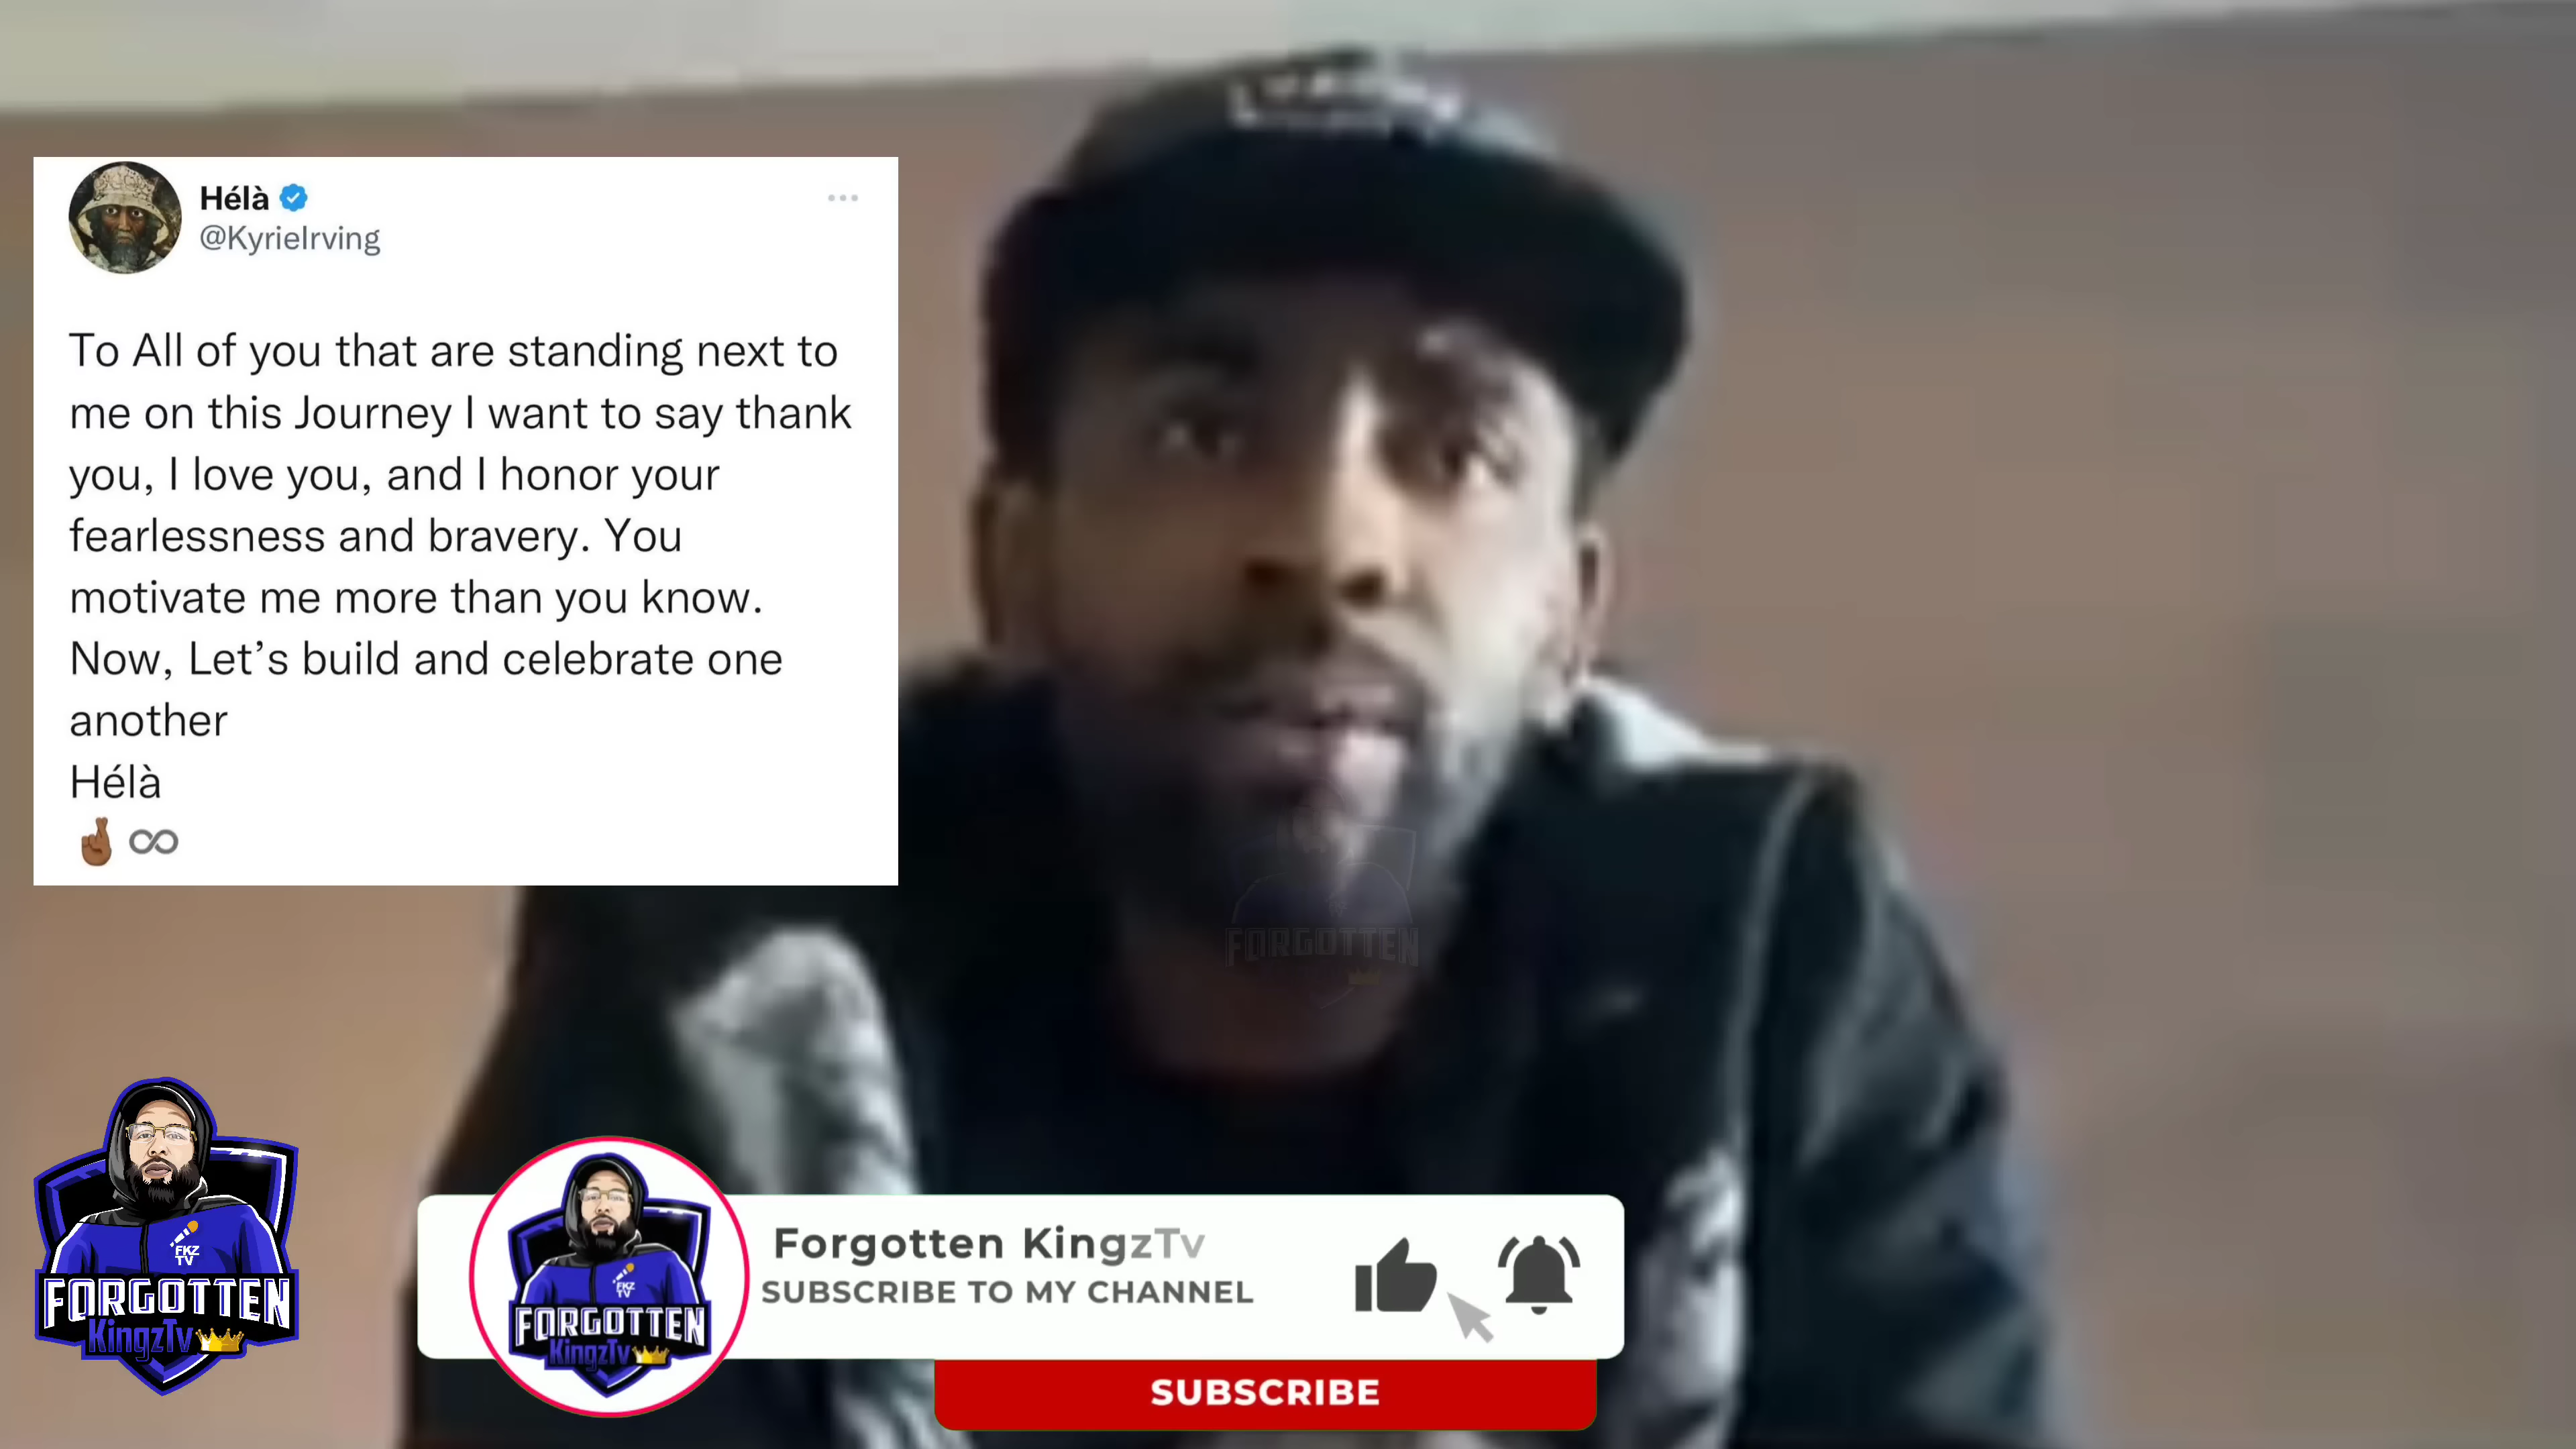 Hélà
@KyrieIrving
To All of you that are standing next to
me on this Journey I want to say thank
you, I love you, and I honor your
fearlessness and bravery. You
motivate me more than you know.
Now, Let’s build and celebrate one
another
Hélà
🤞🏾 ♾
FORGOTTEN
FKZ
TV
FORGOTTEN
KingzTv
FKZ
TV
FORGOTTEN
KingzTv
Forgotten KingzTv
SUBSCRIBE TO MY CHANNEL
SUBSCRIBE